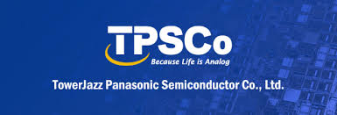 TPSCo
Because Life is Analog
TowerJazz Panasonic Semiconductor Co., Ltd.